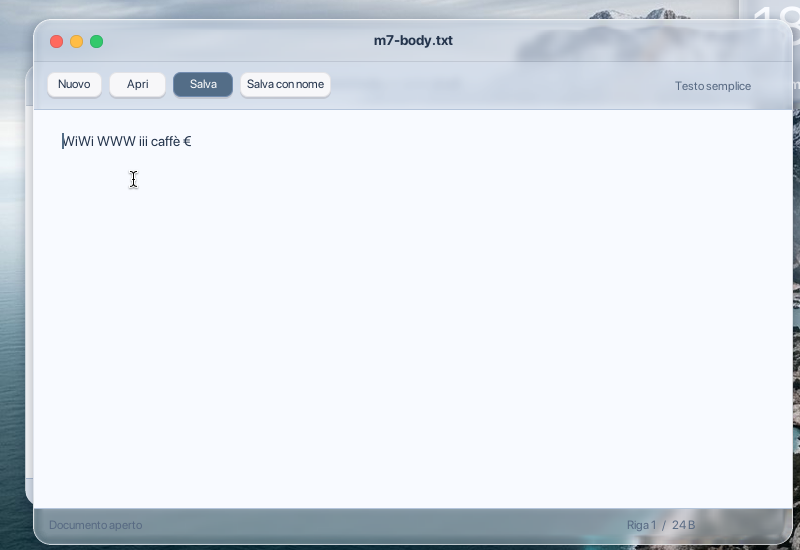 m7-body.txt
Nuovo Apri Salva Salva con nome Testo semplice
WiWi WWW iii caffè €
Documento aperto Riga 1 / 24 B